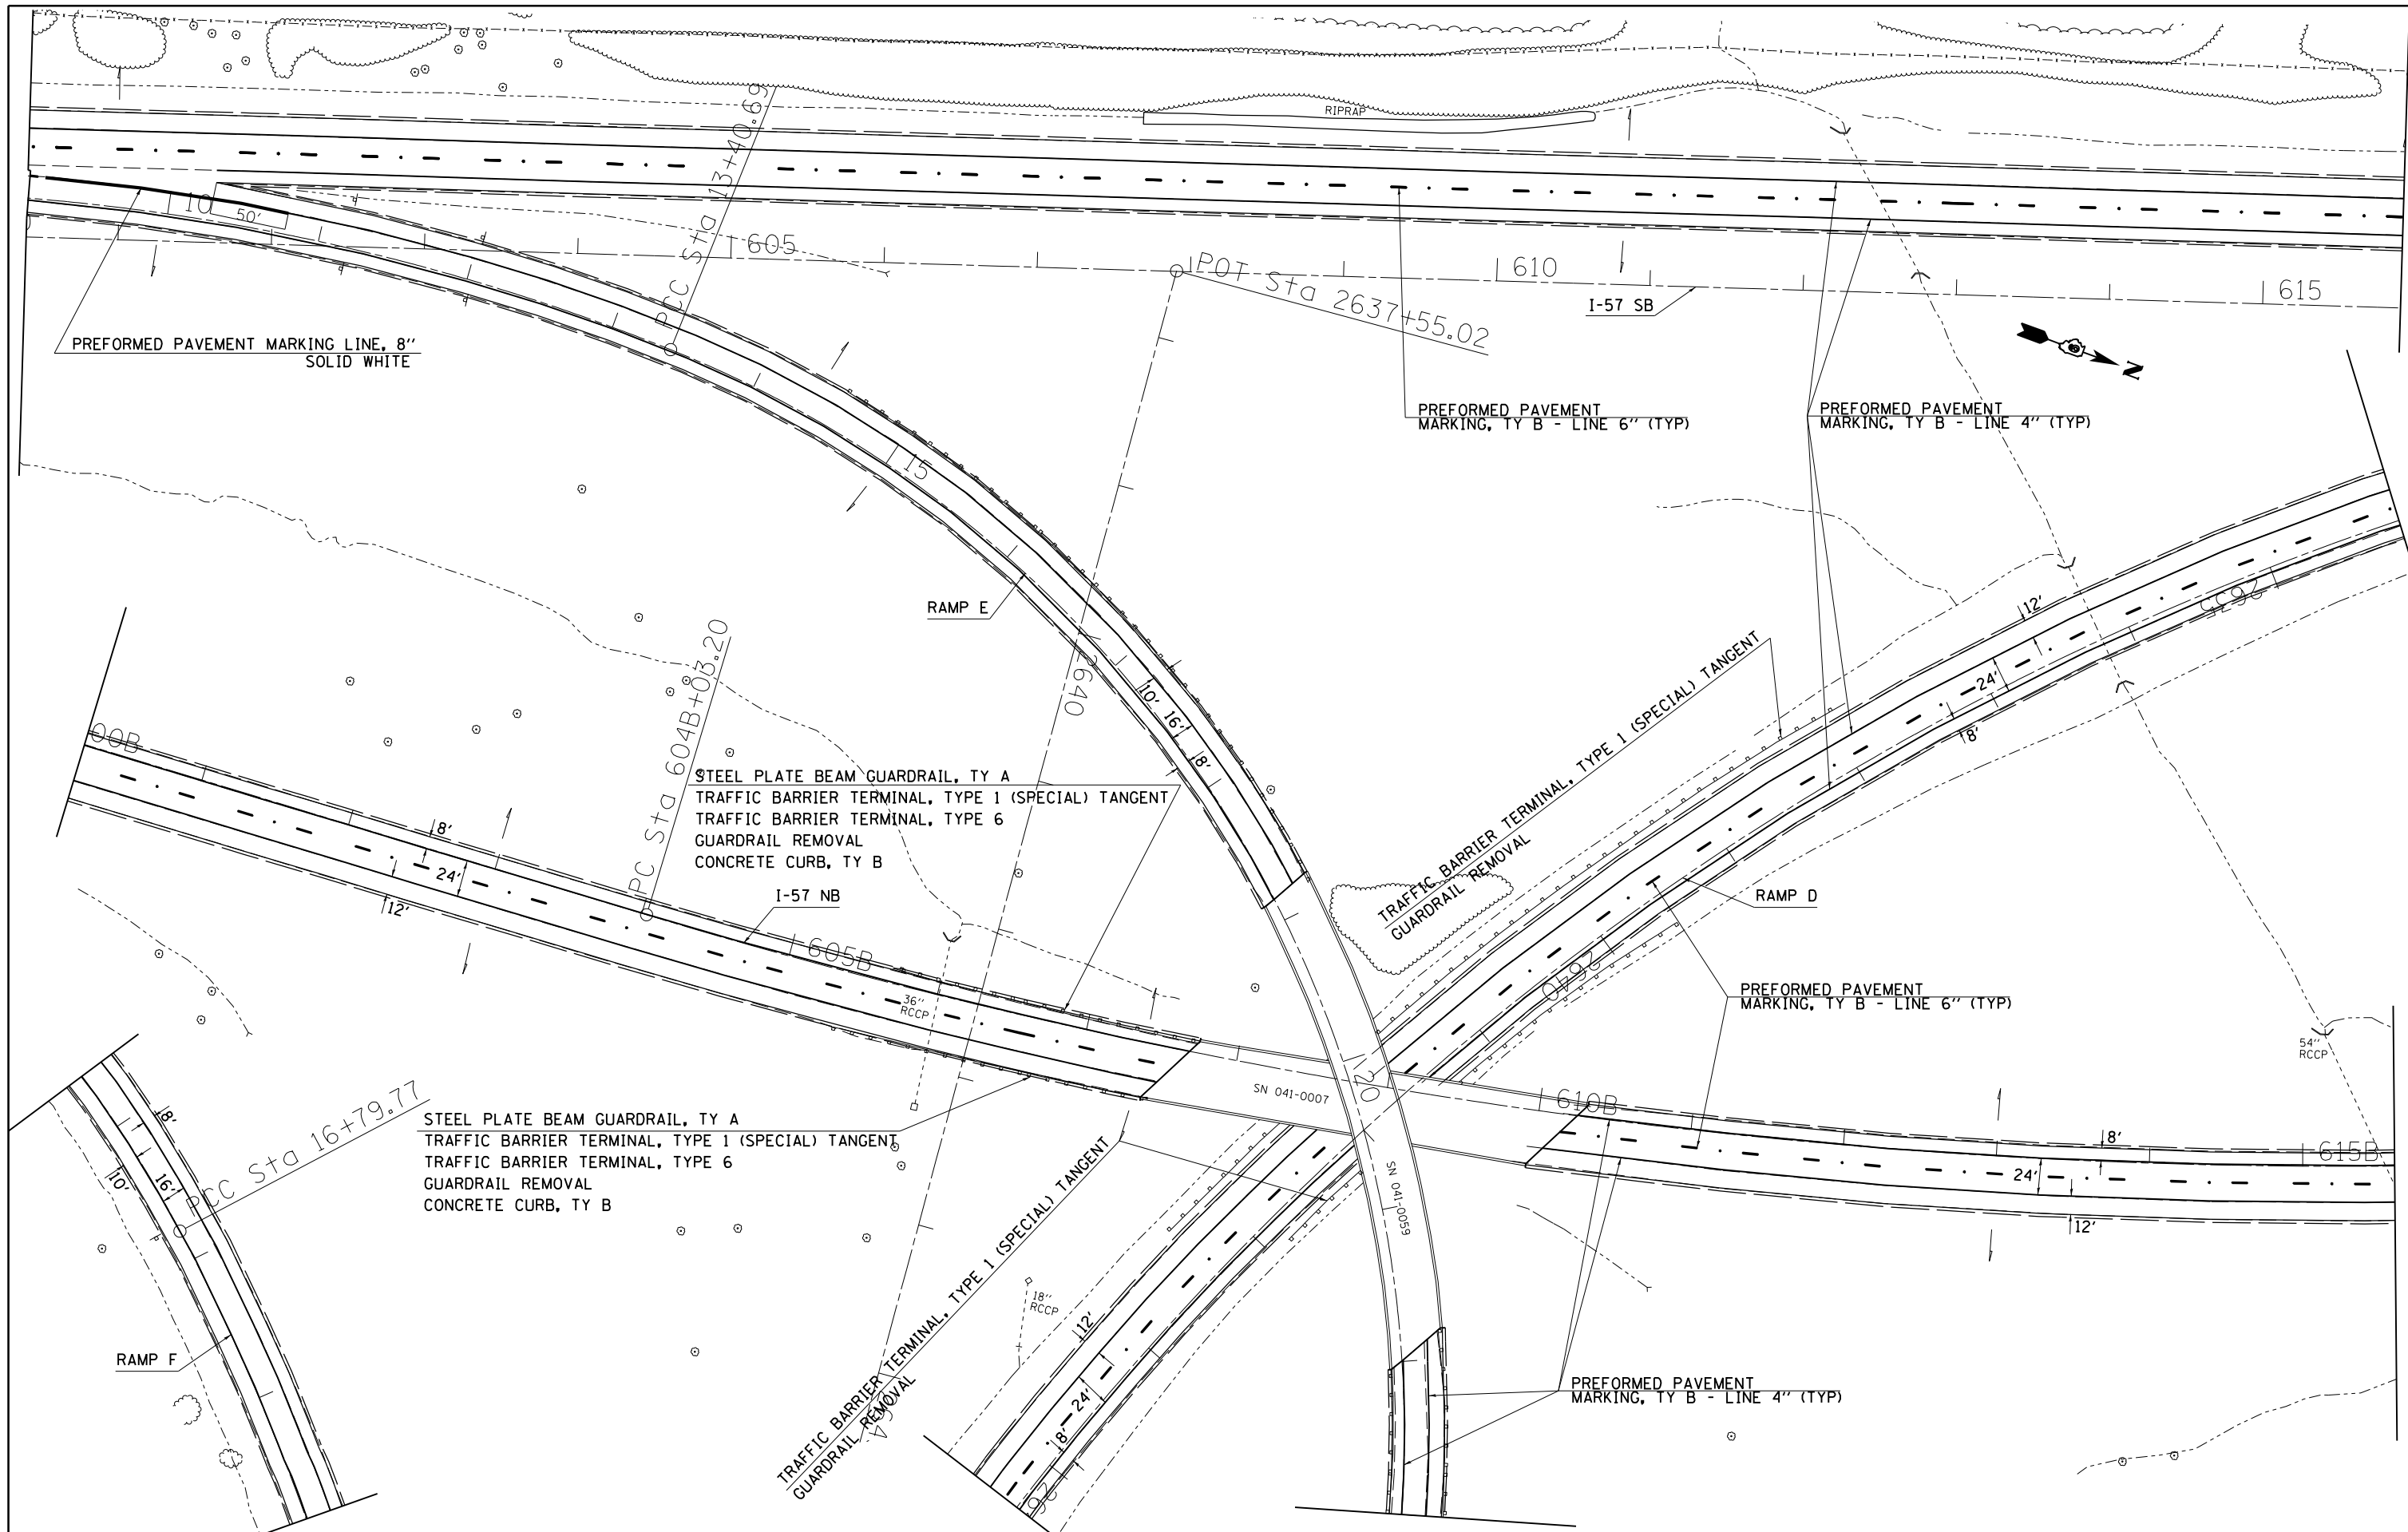 RIPRAP
PCC Sta 13+40.69
10
50'
605
POT Sta 2637+55.02
610
I-57 SB
615
N
PREFORMED PAVEMENT MARKING LINE, 8"
SOLID WHITE
PREFORMED PAVEMENT
MARKING, TY B - LINE 6" (TYP)
PREFORMED PAVEMENT
MARKING, TY B - LINE 4" (TYP)
15
RAMP E
2640
10'
16'
8'
12'
2635
24'
8'
TRAFFIC BARRIER TERMINAL, TYPE 1 (SPECIAL) TANGENT
GUARDRAIL REMOVAL
RAMP D
2640
PREFORMED PAVEMENT
MARKING, TY B - LINE 6" (TYP)
00B
PC Sta 604B+03.20
STEEL PLATE BEAM GUARDRAIL, TY A
TRAFFIC BARRIER TERMINAL, TYPE 1 (SPECIAL) TANGENT
TRAFFIC BARRIER TERMINAL, TYPE 6
GUARDRAIL REMOVAL
CONCRETE CURB, TY B
8'
24'
12'
I-57 NB
605B
36"
RCCP
54"
RCCP
SN 041-0007
20
610B
8'
615B
24'
12'
SN 041-0059
STEEL PLATE BEAM GUARDRAIL, TY A
TRAFFIC BARRIER TERMINAL, TYPE 1 (SPECIAL) TANGENT
TRAFFIC BARRIER TERMINAL, TYPE 6
GUARDRAIL REMOVAL
CONCRETE CURB, TY B
PCC Sta 16+79.77
8'
16'
10'
RAMP F
18"
RCCP
12'
24'
8'
TRAFFIC BARRIER TERMINAL, TYPE 1 (SPECIAL) TANGENT
GUARDRAIL REMOVAL
26
PREFORMED PAVEMENT
MARKING, TY B - LINE 4" (TYP)